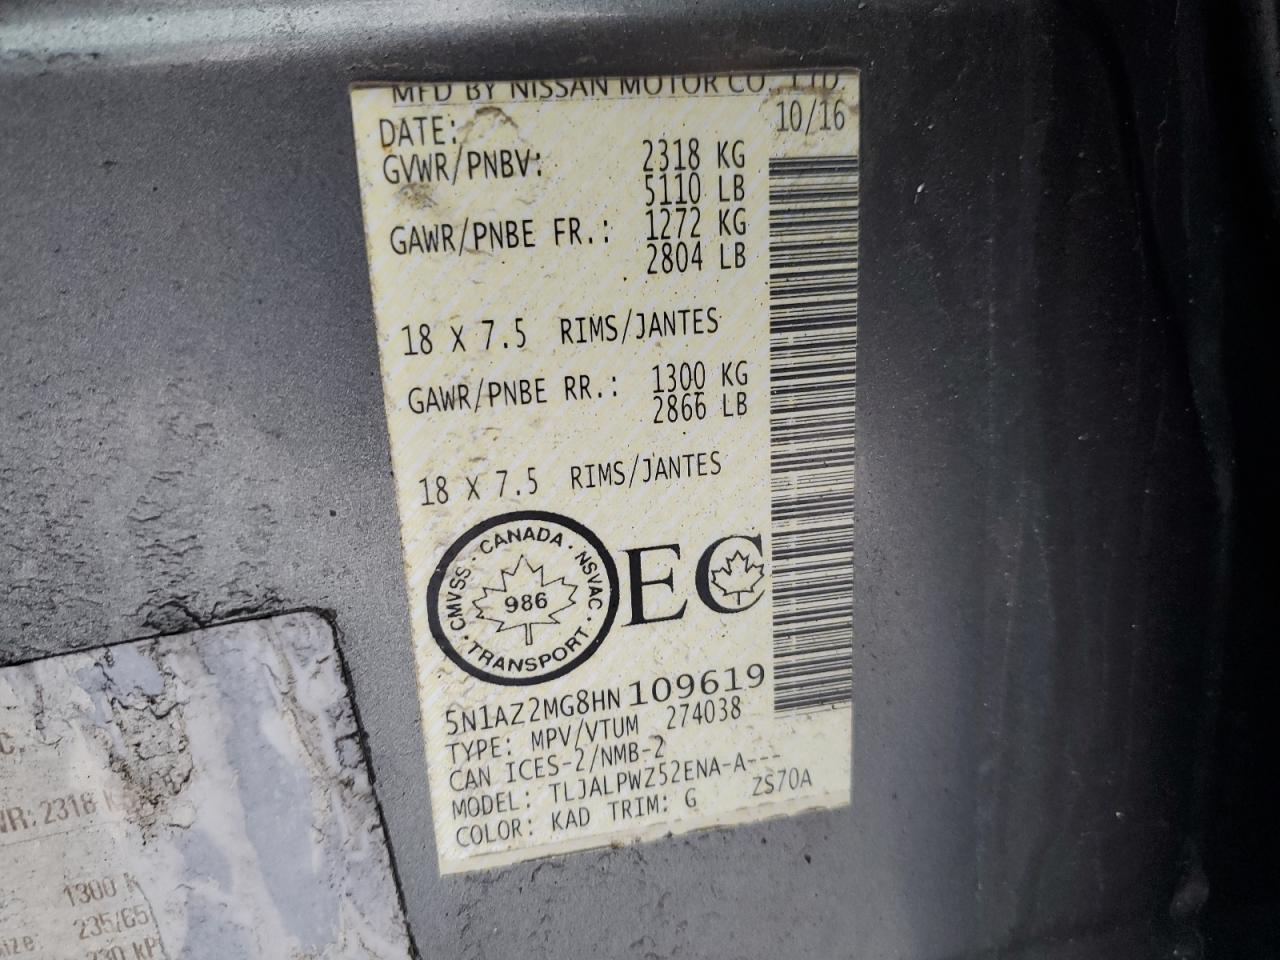 MFD BY NISSAN MOTOR CO., LTD.
DATE: 10/16
GVWR/PNBV: 2318 KG
5110 LB
GAWR/PNBE FR.: 1272 KG
2804 LB
18 X 7.5 RIMS/JANTES
GAWR/PNBE RR.: 1300 KG
2866 LB
18 X 7.5 RIMS/JANTES
CMVSS · CANADA · NSVAC · TRANSPORT ·
986
EC
5N1AZ2MG8HN109619
TYPE: MPV/VTUM 274038
CAN ICES-2/NMB-2
MODEL: TLJALPWZ52ENA-A---
COLOR: KAD TRIM: G ZS70A
2318
1300 K
235/65
230 kP